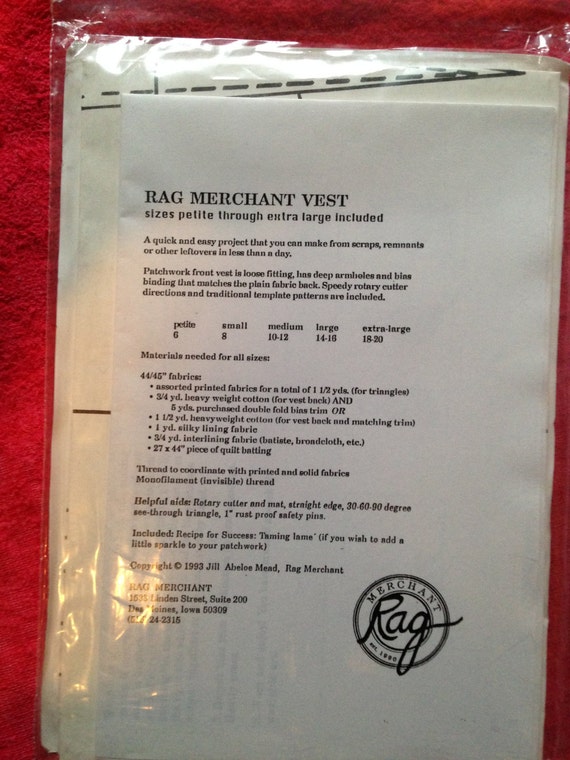 RAG MERCHANT VEST
sizes petite through extra large included
A quick and easy project that you can make from scraps, remnants
or other leftovers in less than a day.
Patchwork front vest is loose fitting, has deep armholes and bias
binding that matches the plain fabric back. Speedy rotary cutter
directions and traditional template patterns are included.
petite small medium large extra-large
6 8 10-12 14-16 18-20
Materials needed for all sizes:
44/45" fabrics:
• assorted printed fabrics for a total of 1 1/2 yds. (for triangles)
• 3/4 yd. heavy weight cotton (for vest back) AND
5 yds. purchased double fold bias trim OR
• 1 1/2 yd. heavyweight cotton (for vest back and matching trim)
• 1 yd. silky lining fabric
• 3/4 yd. interlining fabric (batiste, broadcloth, etc.)
• 27 x 44" piece of quilt batting
Thread to coordinate with printed and solid fabrics
Monofilament (invisible) thread
Helpful aids: Rotary cutter and mat, straight edge, 30-60-90 degree
see-through triangle, 1" rust proof safety pins.
Included: Recipe for Success: Taming lame' (if you wish to add a
little sparkle to your patchwork)
Copyright © 1993 Jill Abeloe Mead, Rag Merchant
RAG MERCHANT
Linden Street, Suite 200
Des Moines, Iowa 50309
MERCHANT
Rag
EST. 1990